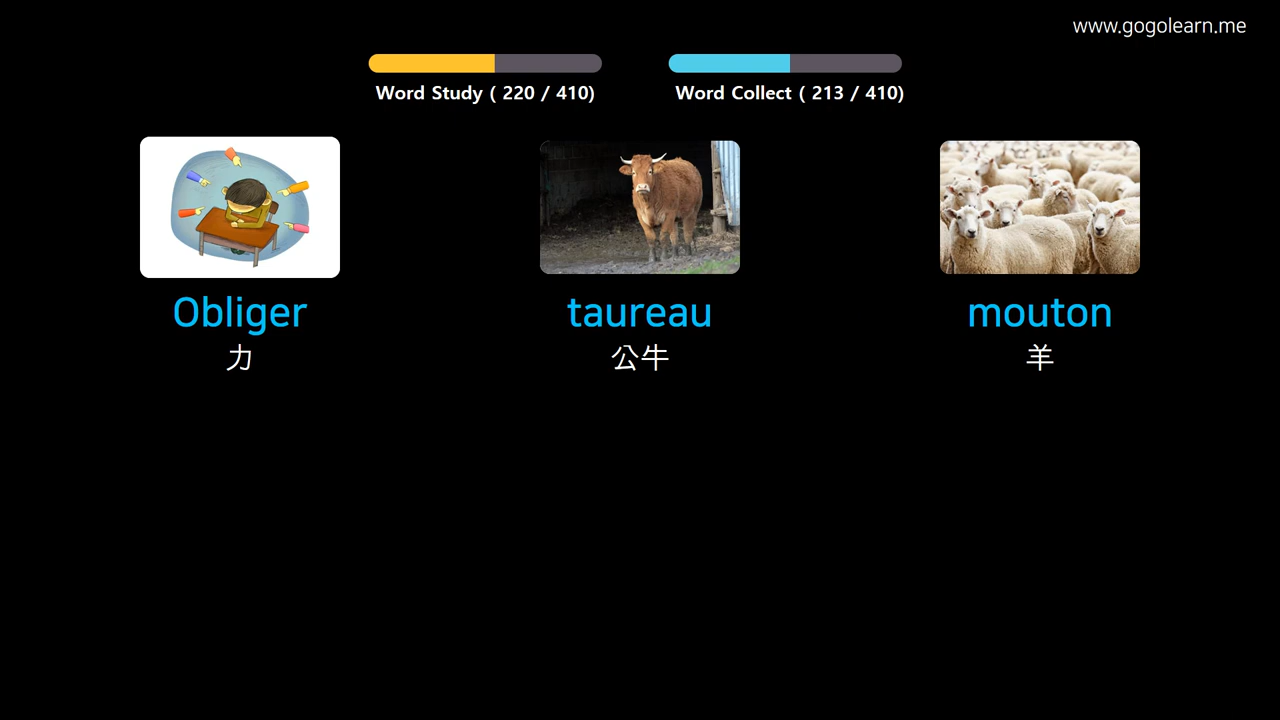 www.gogolearn.me
Word Study ( 220 / 410)
Word Collect ( 213 / 410)
Obliger
力
taureau
公牛
mouton
羊